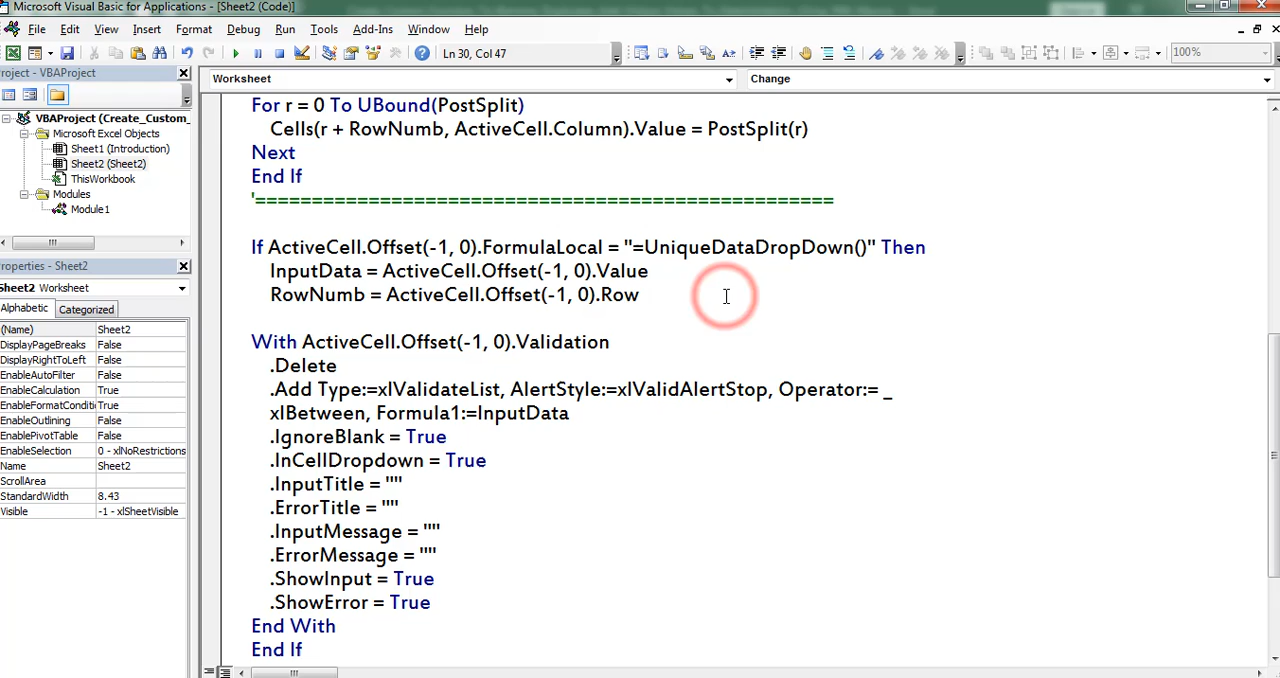 Microsoft Visual Basic for Applications - [Sheet2 (Code)]
File Edit View Insert Format Debug Run Tools Add-Ins Window Help
Ln 30, Col 47
100%
Project - VBAProject
VBAProject (Create_Custom_
Microsoft Excel Objects
Sheet1 (Introduction)
Sheet2 (Sheet2)
ThisWorkbook
Modules
Module1
Properties - Sheet2
Sheet2 Worksheet
Alphabetic Categorized
(Name) Sheet2
DisplayPageBreaks False
DisplayRightToLeft False
EnableAutoFilter False
EnableCalculation True
EnableFormatConditi True
EnableOutlining False
EnablePivotTable False
EnableSelection 0 - xlNoRestrictions
Name Sheet2
ScrollArea
StandardWidth 8.43
Visible -1 - xlSheetVisible
Worksheet Change
For r = 0 To UBound(PostSplit)
Cells(r + RowNumb, ActiveCell.Column).Value = PostSplit(r)
Next
End If
'==================================================
If ActiveCell.Offset(-1, 0).FormulaLocal = "=UniqueDataDropDown()" Then
InputData = ActiveCell.Offset(-1, 0).Value
RowNumb = ActiveCell.Offset(-1, 0).Row
With ActiveCell.Offset(-1, 0).Validation
.Delete
.Add Type:=xlValidateList, AlertStyle:=xlValidAlertStop, Operator:= _
xlBetween, Formula1:=InputData
.IgnoreBlank = True
.InCellDropdown = True
.InputTitle = ""
.ErrorTitle = ""
.InputMessage = ""
.ErrorMessage = ""
.ShowInput = True
.ShowError = True
End With
End If